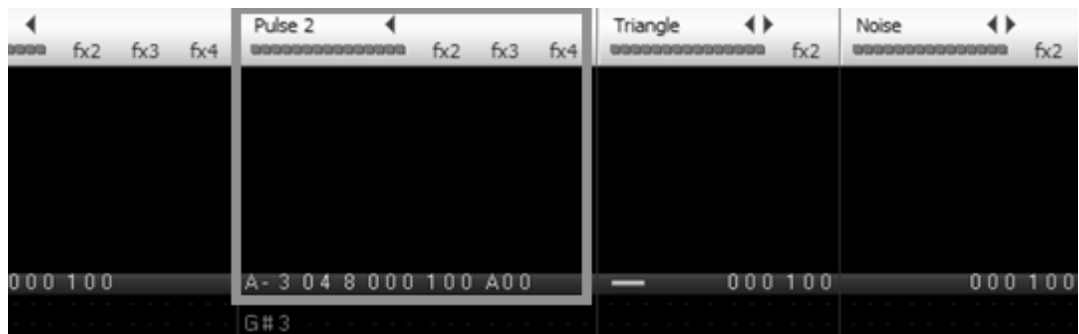 Pulse 2 Triangle Noise
fx2 fx3 fx4 fx2 fx3 fx4 fx2 fx2
000 100 A-3 04 8 000 100 A00 000 100 000 100
G#3